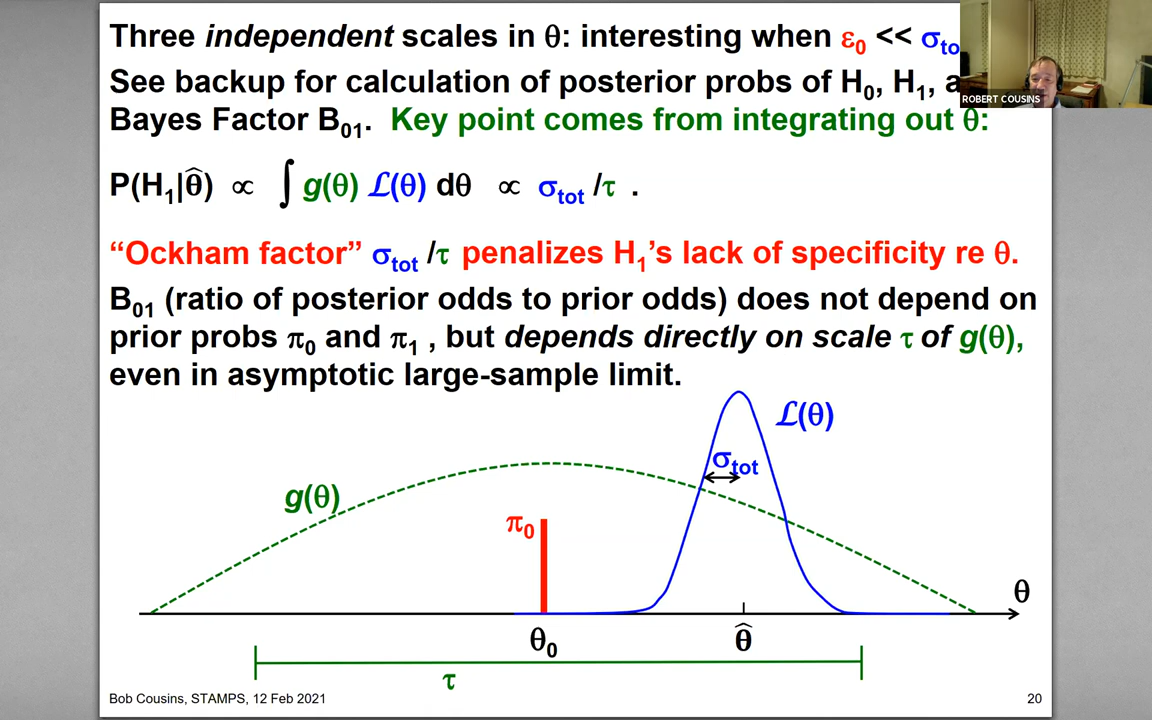 Three independent scales in θ: interesting when ε₀ << σ
See backup for calculation of posterior probs of H₀, H₁, a
Bayes Factor B₀₁. Key point comes from integrating out θ:
P(H₁|θ̂) ∝ ∫ g(θ) ℒ(θ) dθ ∝ σtot /τ .
“Ockham factor” σtot /τ penalizes H₁’s lack of specificity re θ.
B₀₁ (ratio of posterior odds to prior odds) does not depend on
prior probs π₀ and π₁ , but depends directly on scale τ of g(θ),
even in asymptotic large-sample limit.
ROBERT COUSINS
ℒ(θ)
σtot
g(θ)
π₀
θ
θ₀
θ̂
τ
Bob Cousins, STAMPS, 12 Feb 2021
20